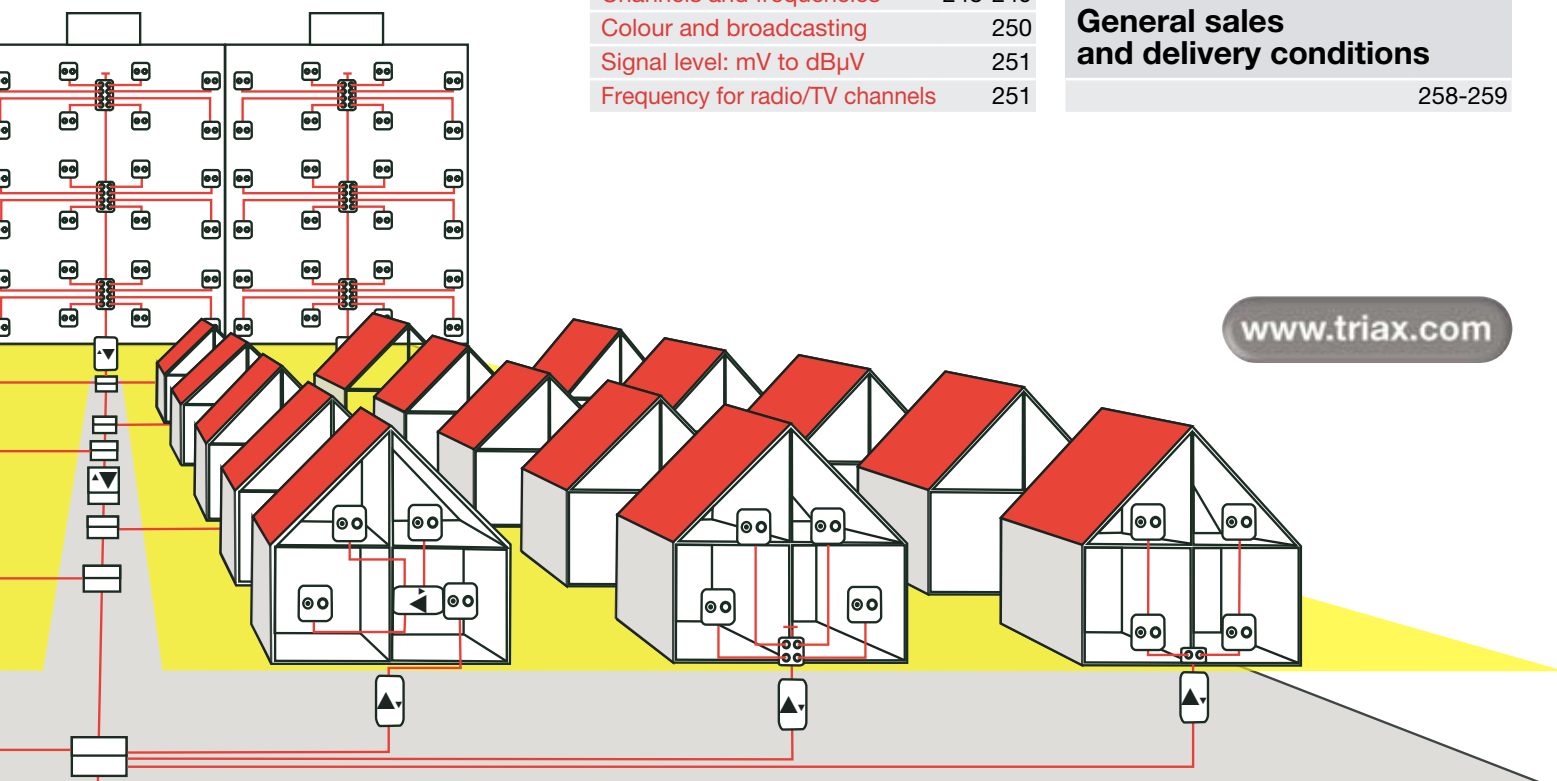 Colour and broadcasting 250
Signal level: mV to dBµV 251
Frequency for radio/TV channels 251
General sales
and delivery conditions
258-259
www.triax.com